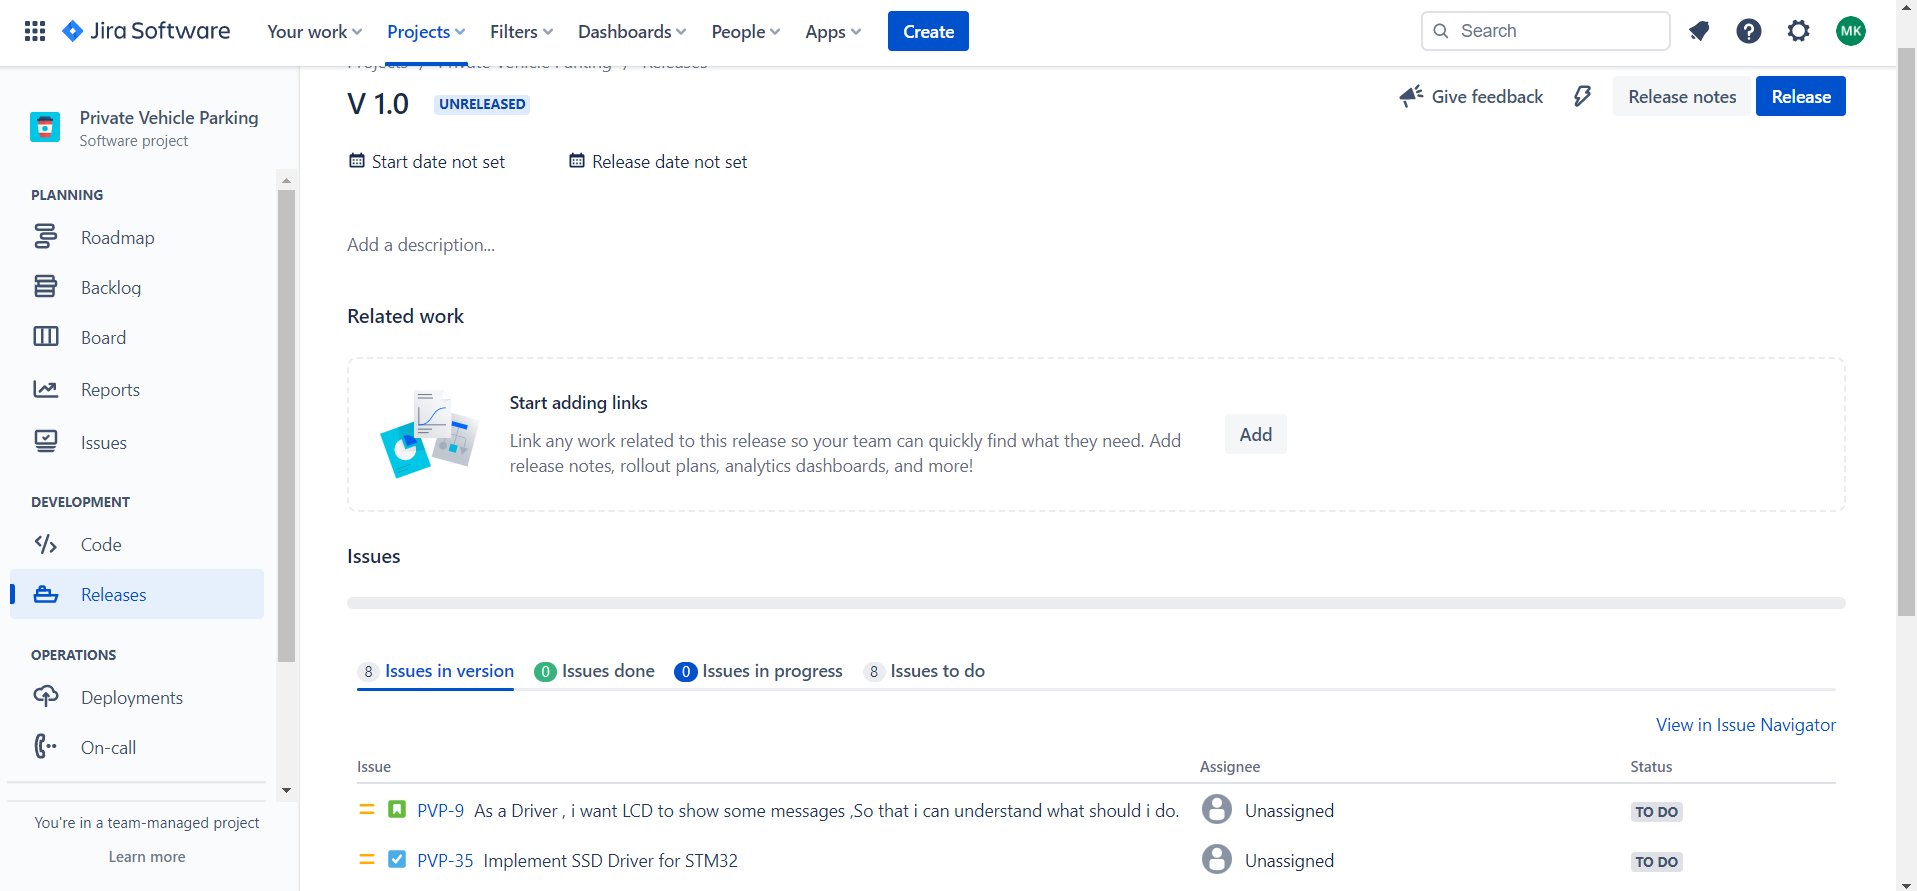 Jira Software
Your work
Projects
Filters
Dashboards
People
Apps
Create
Search
MK
Private Vehicle Parking
Software project
PLANNING
Roadmap
Backlog
Board
Reports
Issues
DEVELOPMENT
Code
Releases
OPERATIONS
Deployments
On-call
You're in a team-managed project
Learn more
Projects / Private Vehicle Parking / Releases
V 1.0 UNRELEASED
Give feedback
Release notes
Release
Start date not set
Release date not set
Add a description...
Related work
Start adding links
Link any work related to this release so your team can quickly find what they need. Add
release notes, rollout plans, analytics dashboards, and more!
Add
Issues
8 Issues in version
0 Issues done
0 Issues in progress
8 Issues to do
View in Issue Navigator
Issue Assignee Status
PVP-9 As a Driver , i want LCD to show some messages ,So that i can understand what should i do. Unassigned TO DO
PVP-35 Implement SSD Driver for STM32 Unassigned TO DO